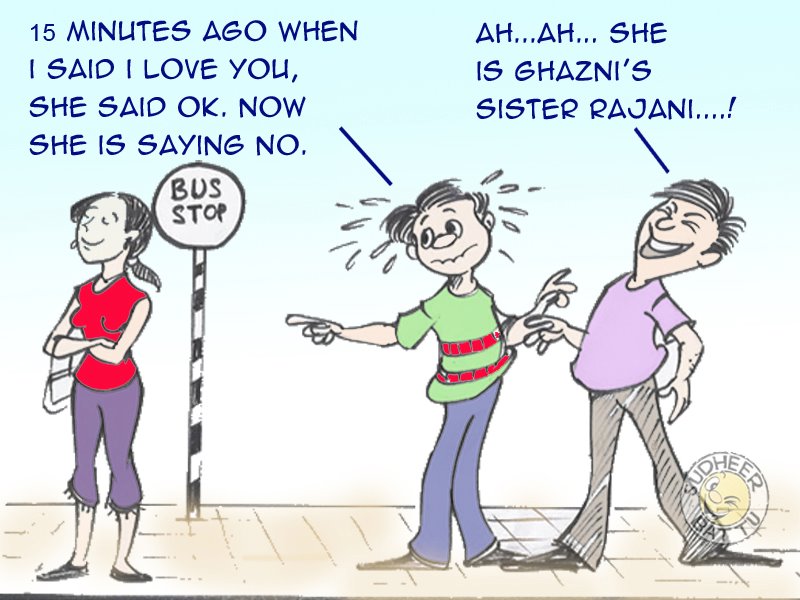 15 MINUTES AGO WHEN
I SAID I LOVE YOU,
SHE SAID OK. NOW
SHE IS SAYING NO.
AH...AH... SHE
IS GHAZNI'S
SISTER RAJANI....!
BUS
STOP
SUDHEER